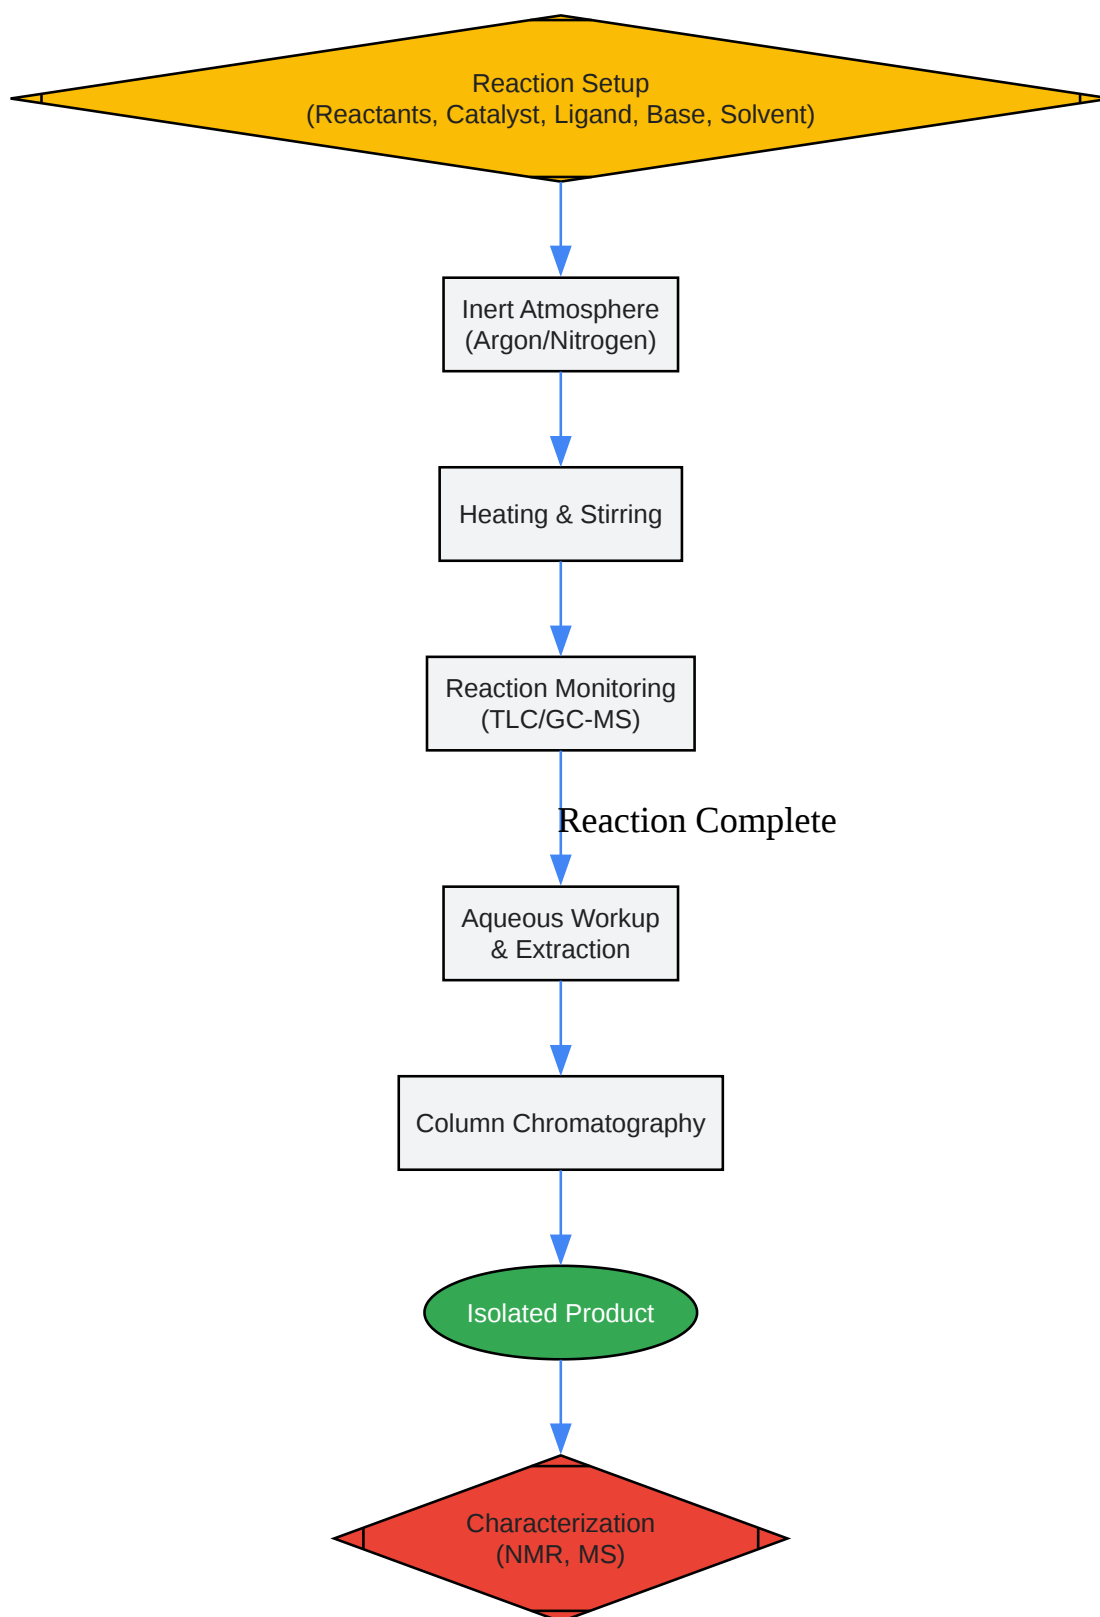 Reaction Setup
(Reactants, Catalyst, Ligand, Base, Solvent)
Inert Atmosphere
(Argon/Nitrogen)
Heating & Stirring
Reaction Monitoring
(TLC/GC-MS)
Reaction Complete
Aqueous Workup
& Extraction
Column Chromatography
Isolated Product
Characterization
(NMR, MS)